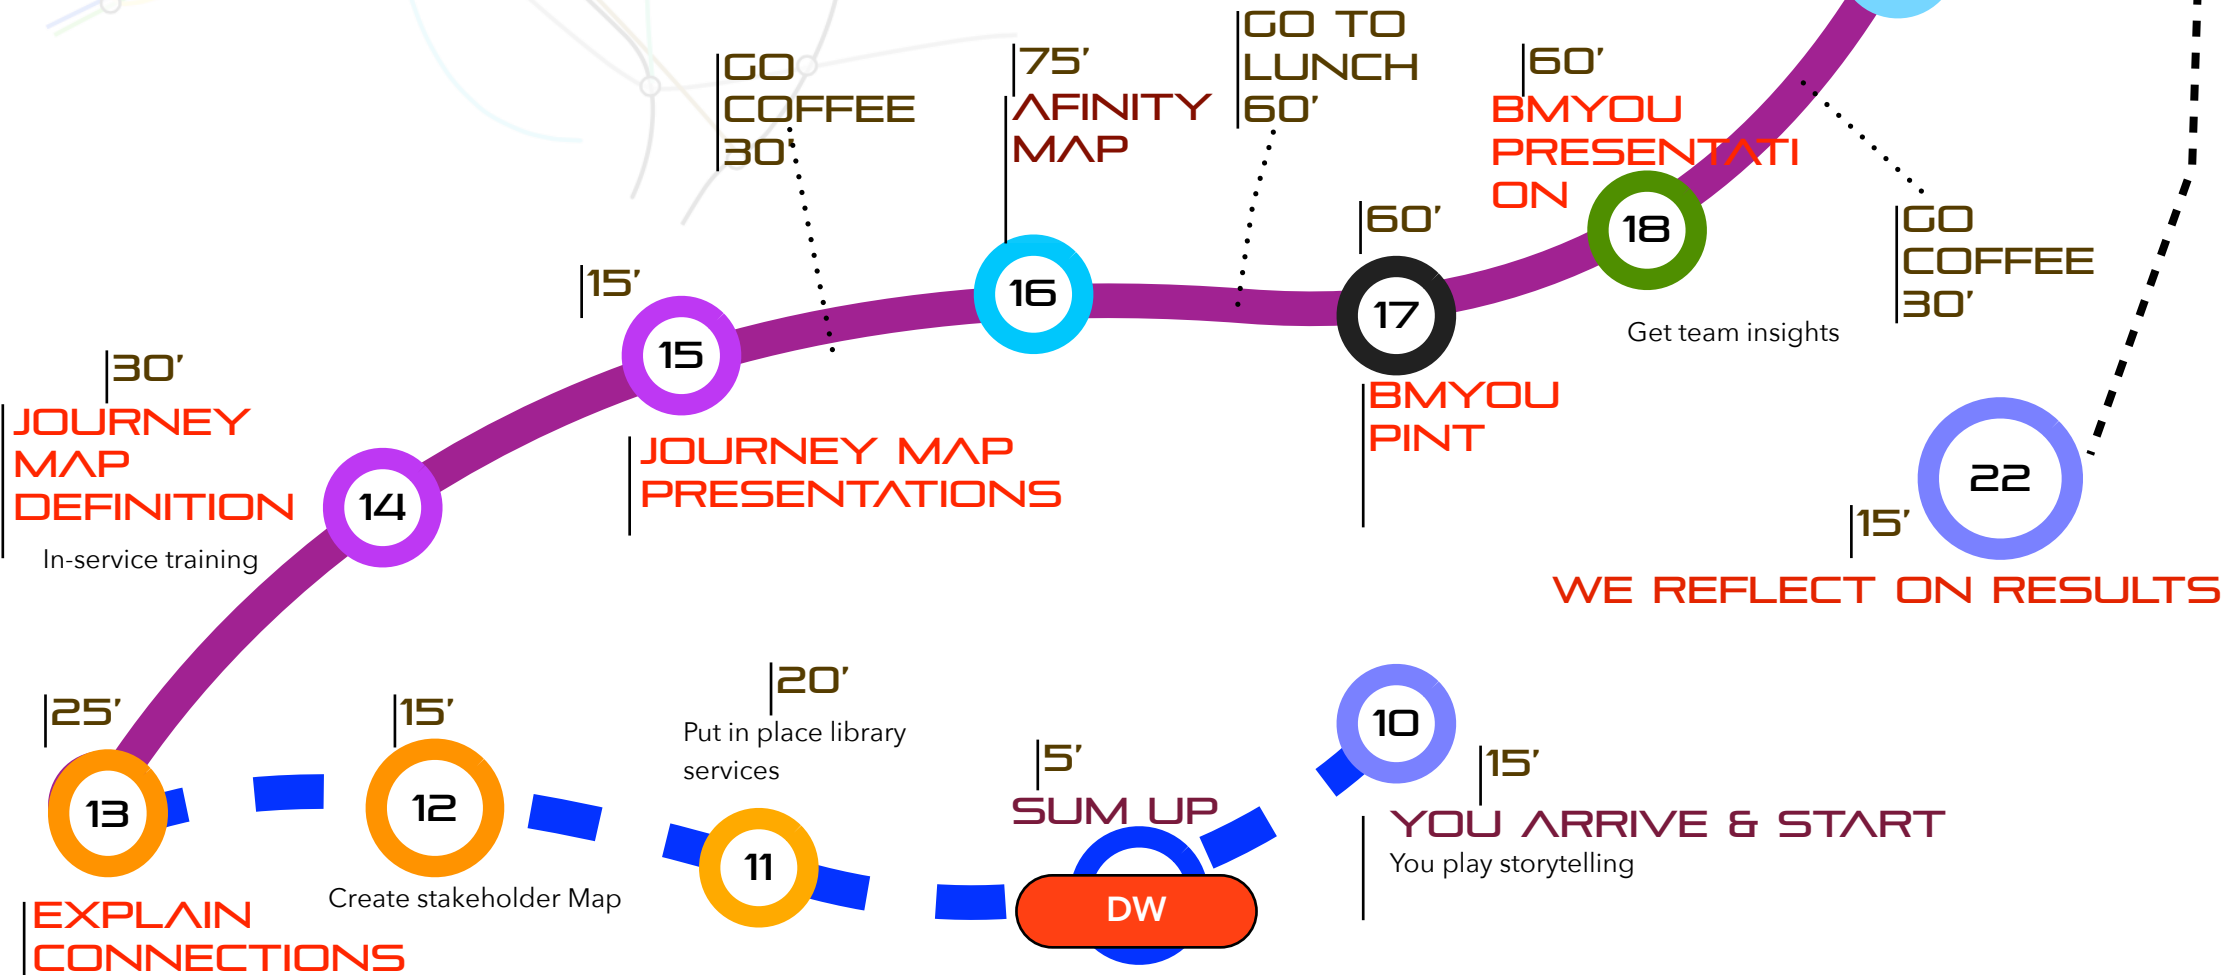 GO
COFFEE
30'
75'
AFINITY
MAP
GO TO
LUNCH
60'
60'
BMYOU
PRESENTATI
ON
18
GO
COFFEE
30'
Get team insights
60'
17
BMYOU
PINT
16
15'
15
JOURNEY MAP
PRESENTATIONS
30'
JOURNEY
MAP
DEFINITION
In-service training
14
22
15'
WE REFLECT ON RESULTS
25'
13
EXPLAIN
CONNECTIONS
15'
12
Create stakeholder Map
20'
Put in place library
services
11
5'
SUM UP
DW
10
15'
YOU ARRIVE & START
You play storytelling